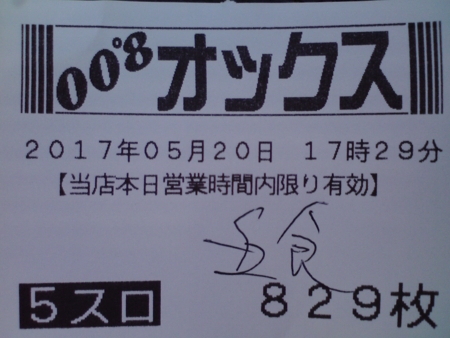 00°8オックス
2017年05月20日 17時29分
【当店本日営業時間内限り有効】
5スロ 829枚